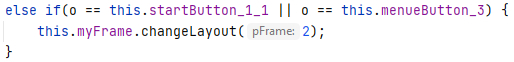 else if(o == this.startButton_1_1 || o == this.menueButton_3) {
    this.myFrame.changeLayout( pFrame: 2);
}